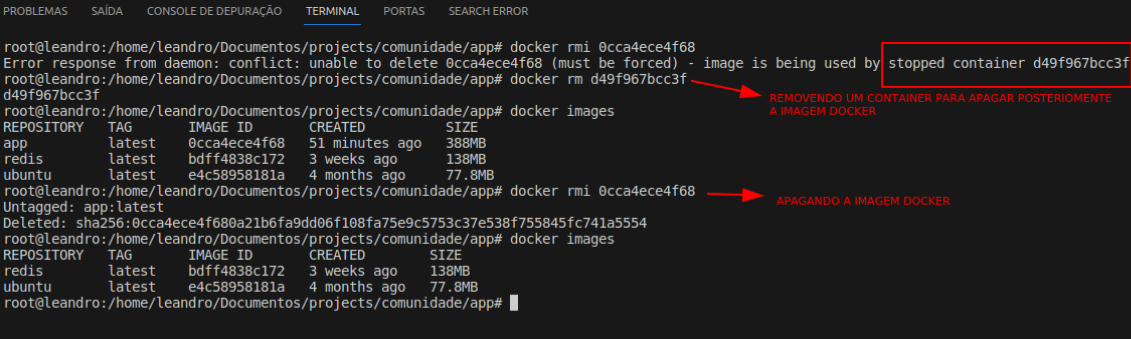 PROBLEMAS SAÍDA CONSOLE DE DEPURAÇÃO TERMINAL PORTAS SEARCH ERROR
root@leandro:/home/leandro/Documentos/projects/comunidade/app# docker rmi 0cca4ece4f68
Error response from daemon: conflict: unable to delete 0cca4ece4f68 (must be forced) - image is being used by stopped container d49f967bcc3f
root@leandro:/home/leandro/Documentos/projects/comunidade/app# docker rm d49f967bcc3f
d49f967bcc3f
REMOVENDO UM CONTAINER PARA APAGAR POSTERIOMENTE
A IMAGEM DOCKER
root@leandro:/home/leandro/Documentos/projects/comunidade/app# docker images
REPOSITORY TAG IMAGE ID CREATED SIZE
app latest 0cca4ece4f68 51 minutes ago 388MB
redis latest bdff4838c172 3 weeks ago 138MB
ubuntu latest e4c58958181a 4 months ago 77.8MB
root@leandro:/home/leandro/Documentos/projects/comunidade/app# docker rmi 0cca4ece4f68
APAGANDO A IMAGEM DOCKER
Untagged: app:latest
Deleted: sha256:0cca4ece4f680a21b6fa9dd06f108fa75e9c5753c37e538f755845fc741a5554
root@leandro:/home/leandro/Documentos/projects/comunidade/app# docker images
REPOSITORY TAG IMAGE ID CREATED SIZE
redis latest bdff4838c172 3 weeks ago 138MB
ubuntu latest e4c58958181a 4 months ago 77.8MB
root@leandro:/home/leandro/Documentos/projects/comunidade/app#